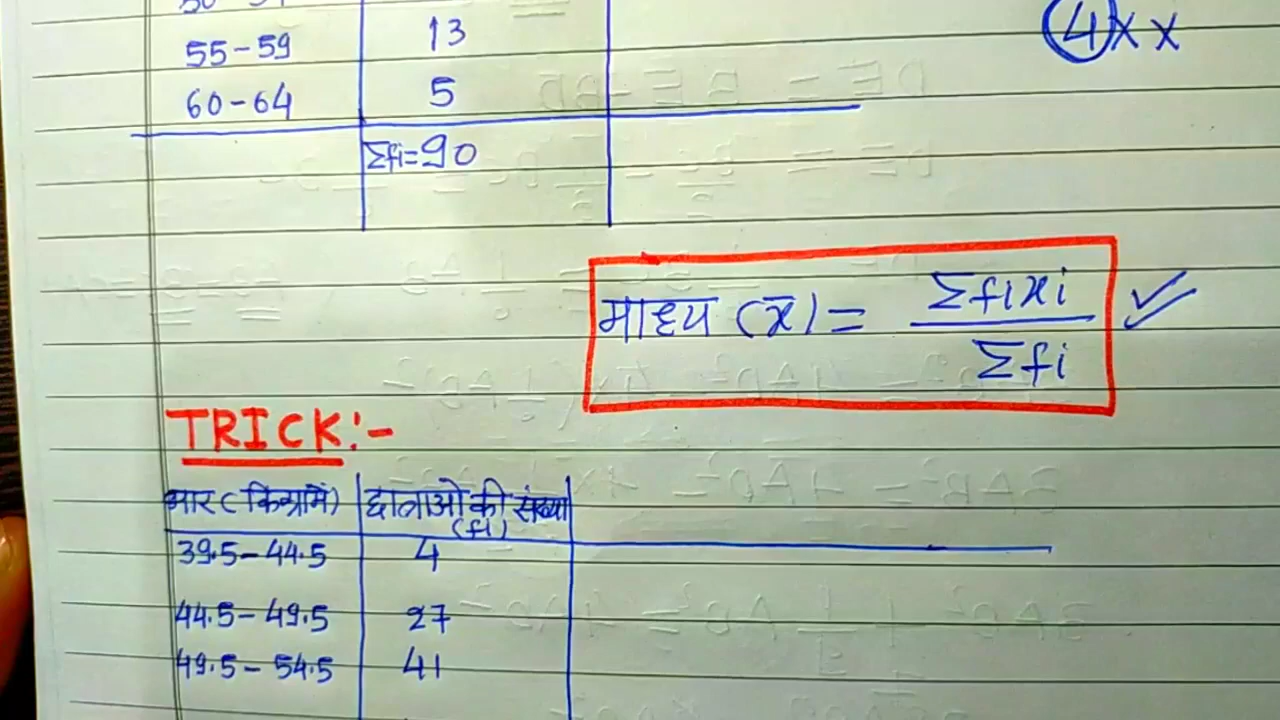 55-59 13
60-64 5
Σfi=90
4 x x
माध्य (x̄) = Σfixi / Σfi
TRICK:-
भार (किग्रा में) छात्राओ की संख्या (fi)
39.5-44.5 4
44.5-49.5 27
49.5-54.5 41